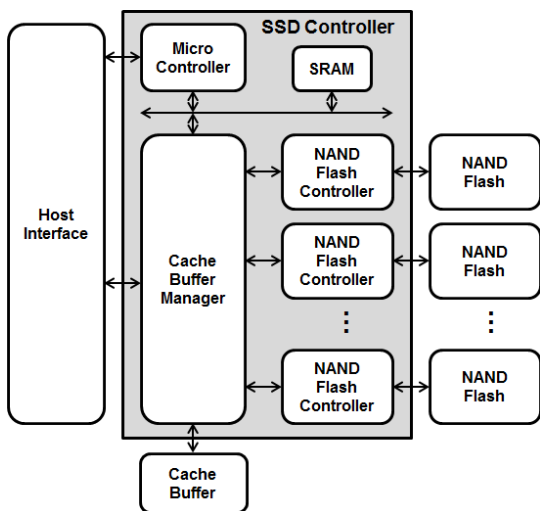 SSD Controller
Micro
Controller
SRAM
Host
Interface
Cache
Buffer
Manager
NAND
Flash
Controller
NAND
Flash
NAND
Flash
Controller
NAND
Flash
NAND
Flash
Controller
NAND
Flash
Cache
Buffer